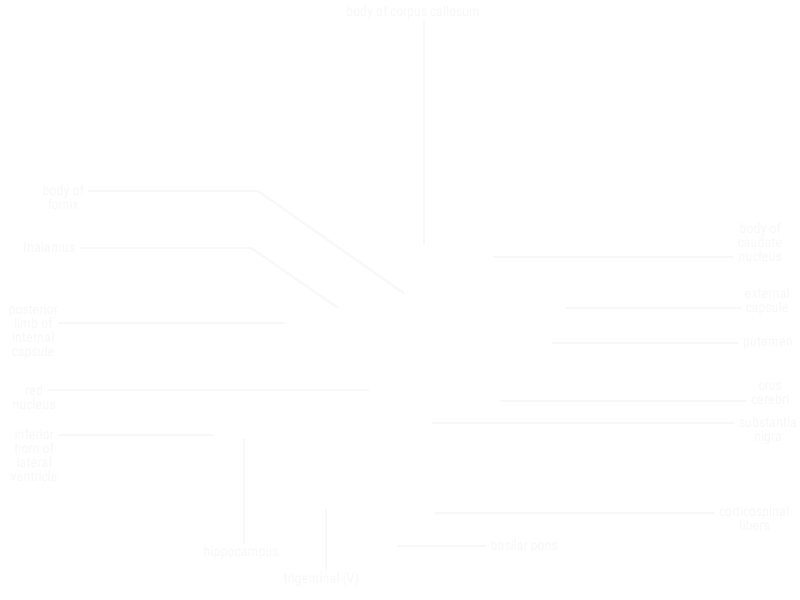 body of corpus callosum
body of
fornix
thalamus
body of
caudate
nucleus
external
capsule
posterior
limb of
internal
capsule
putamen
red
nucleus
crus
cerebri
substantia
nigra
inferior
horn of
lateral
ventricle
corticospinal
fibers
basilar pons
hippocampus
trigeminal (V)